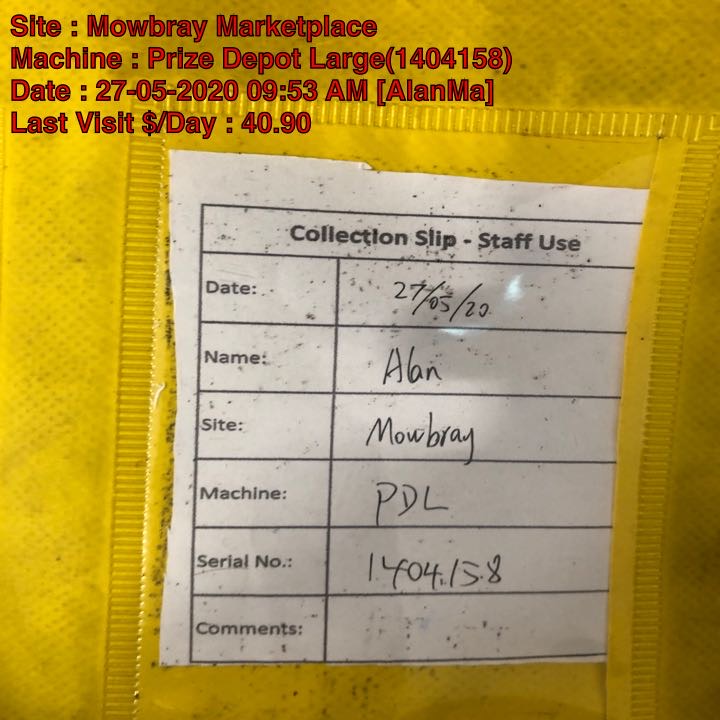 Site : Mowbray Marketplace
Machine : Prize Depot Large(1404158)
Date : 27-05-2020 09:53 AM [AlanMa]
Last Visit $/Day : 40.90
Collection Slip - Staff Use
Date: 27/05/20
Name: Alan
Site: Mowbray
Machine: PDL
Serial No.: 1404158
Comments: